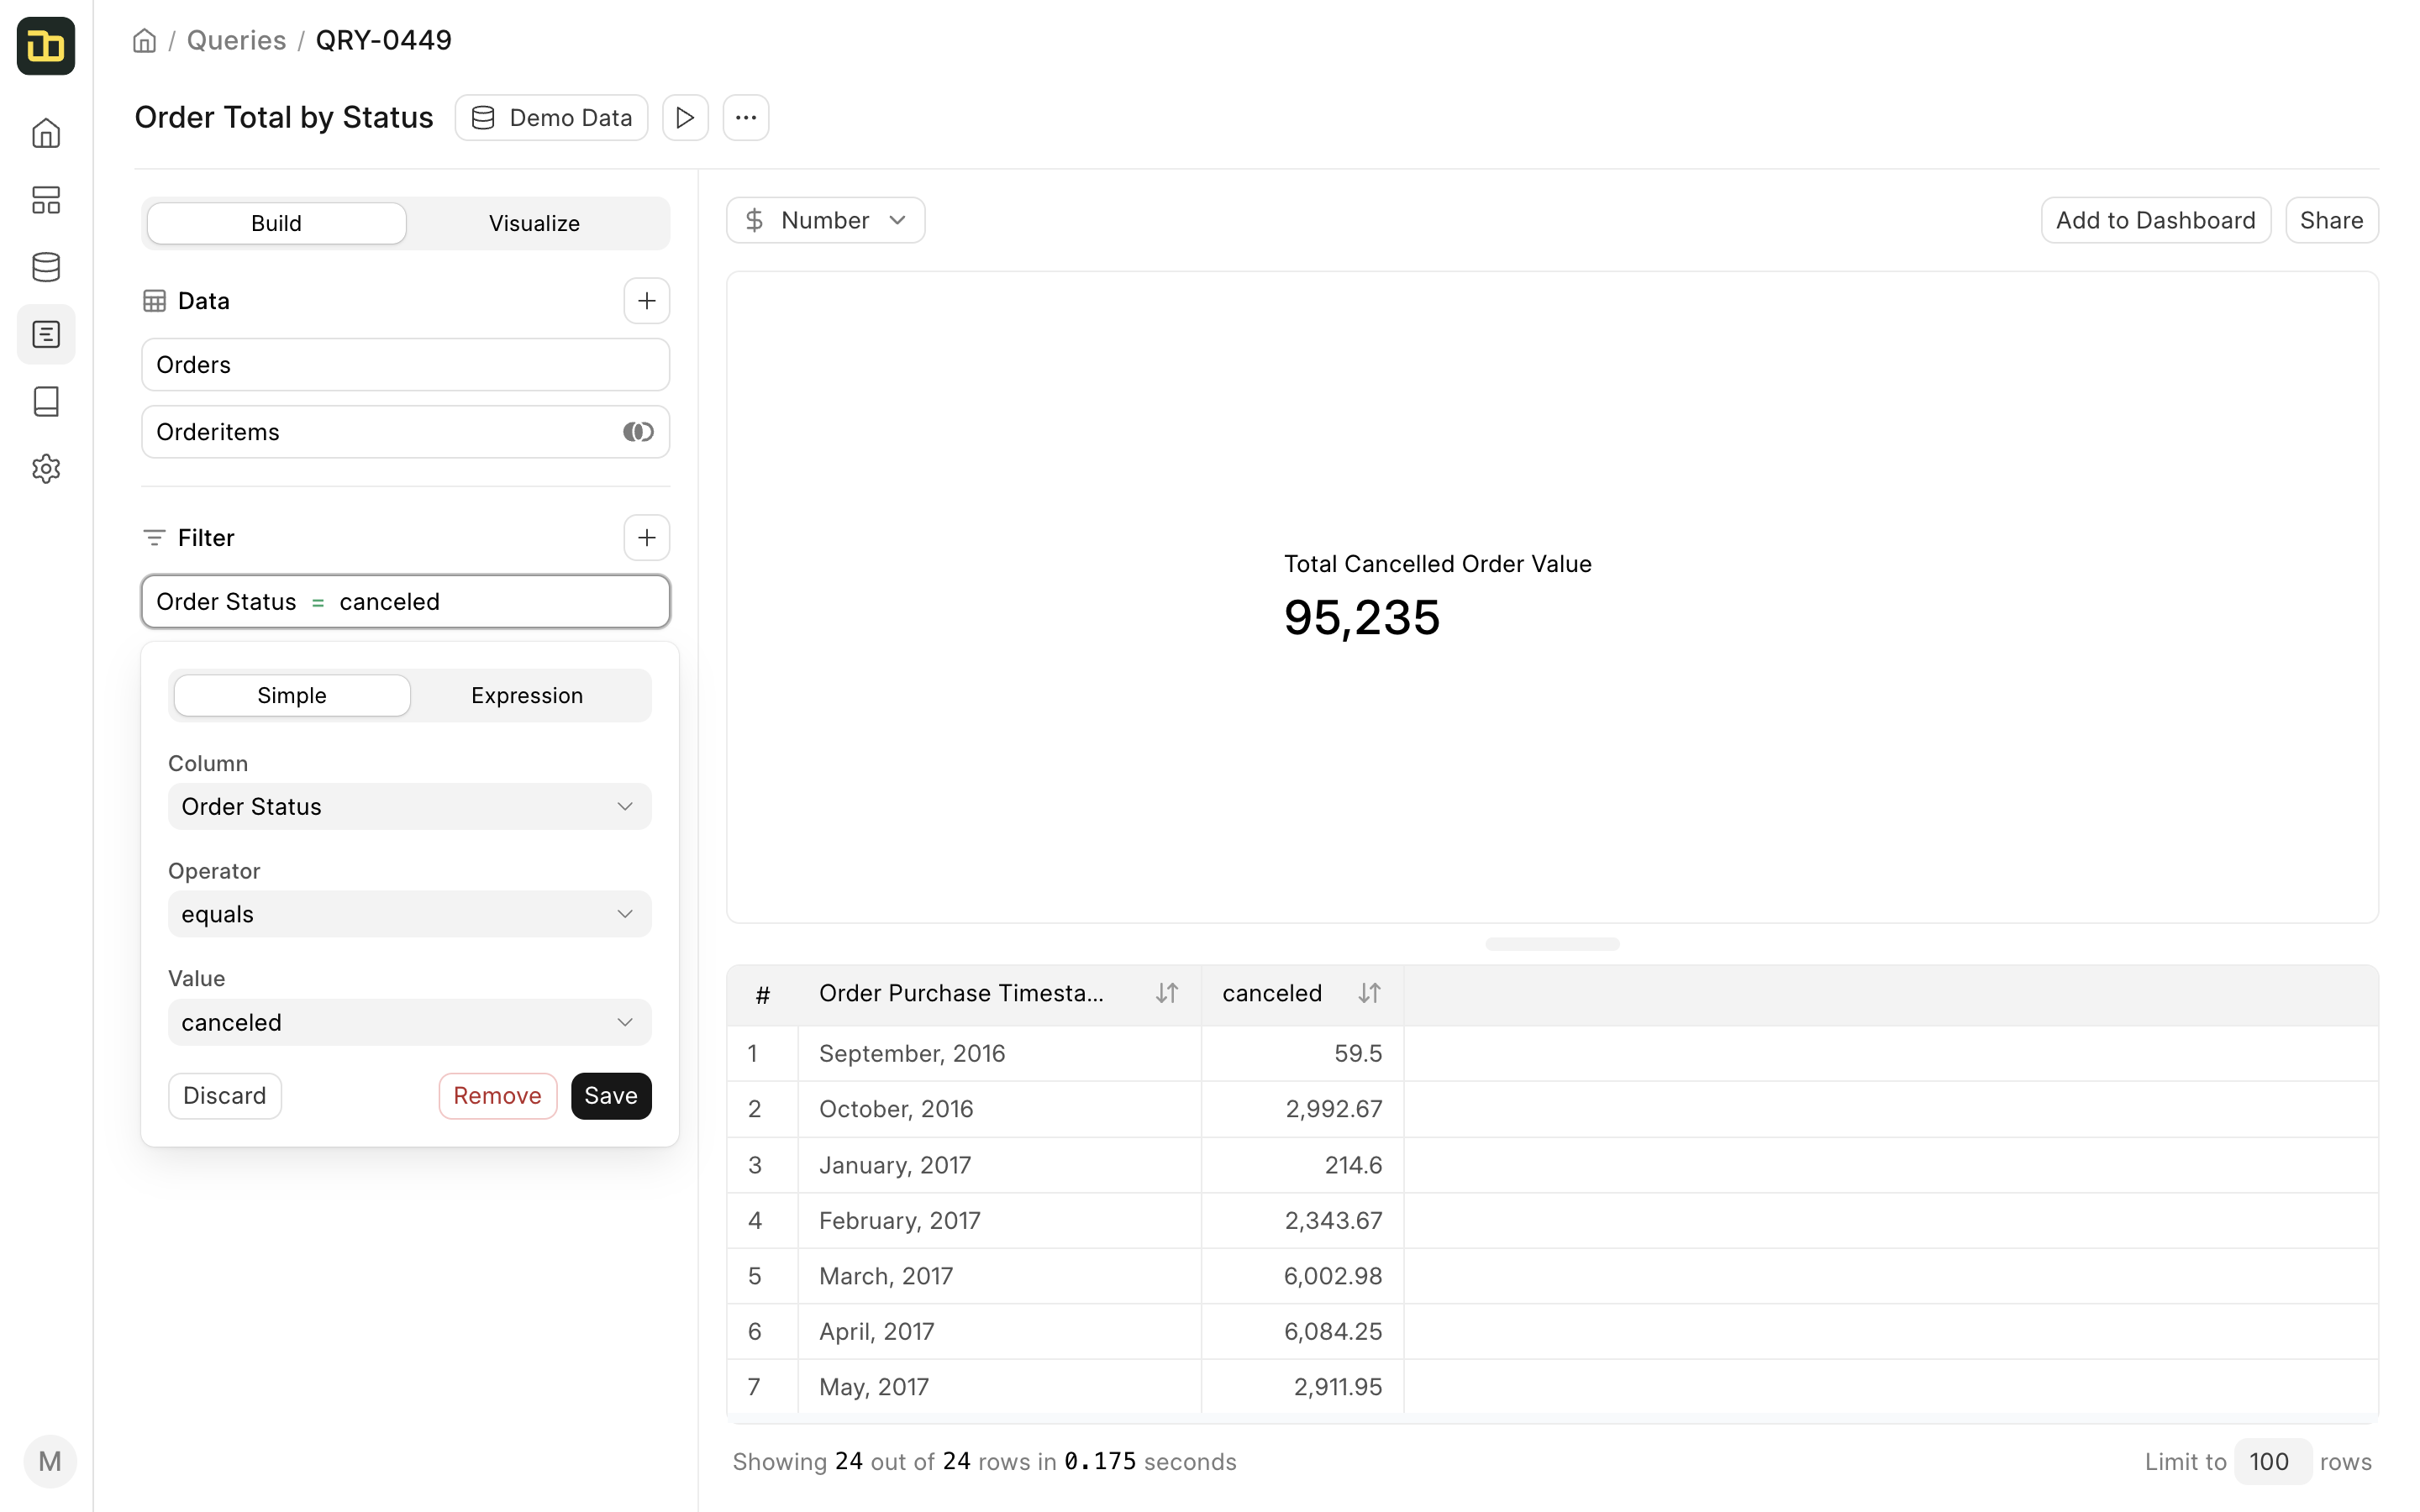 / Queries / QRY-0449
Order Total by Status
Demo Data
Build
Visualize
Data
Orders
Orderitems
Filter
Order Status = canceled
Simple
Expression
Column
Order Status
Operator
equals
Value
canceled
Discard
Remove
Save
M
Number
Add to Dashboard
Share
Total Cancelled Order Value
95,235
# Order Purchase Timesta... canceled
1 September, 2016 59.5
2 October, 2016 2,992.67
3 January, 2017 214.6
4 February, 2017 2,343.67
5 March, 2017 6,002.98
6 April, 2017 6,084.25
7 May, 2017 2,911.95
Showing 24 out of 24 rows in 0.175 seconds
Limit to 100 rows